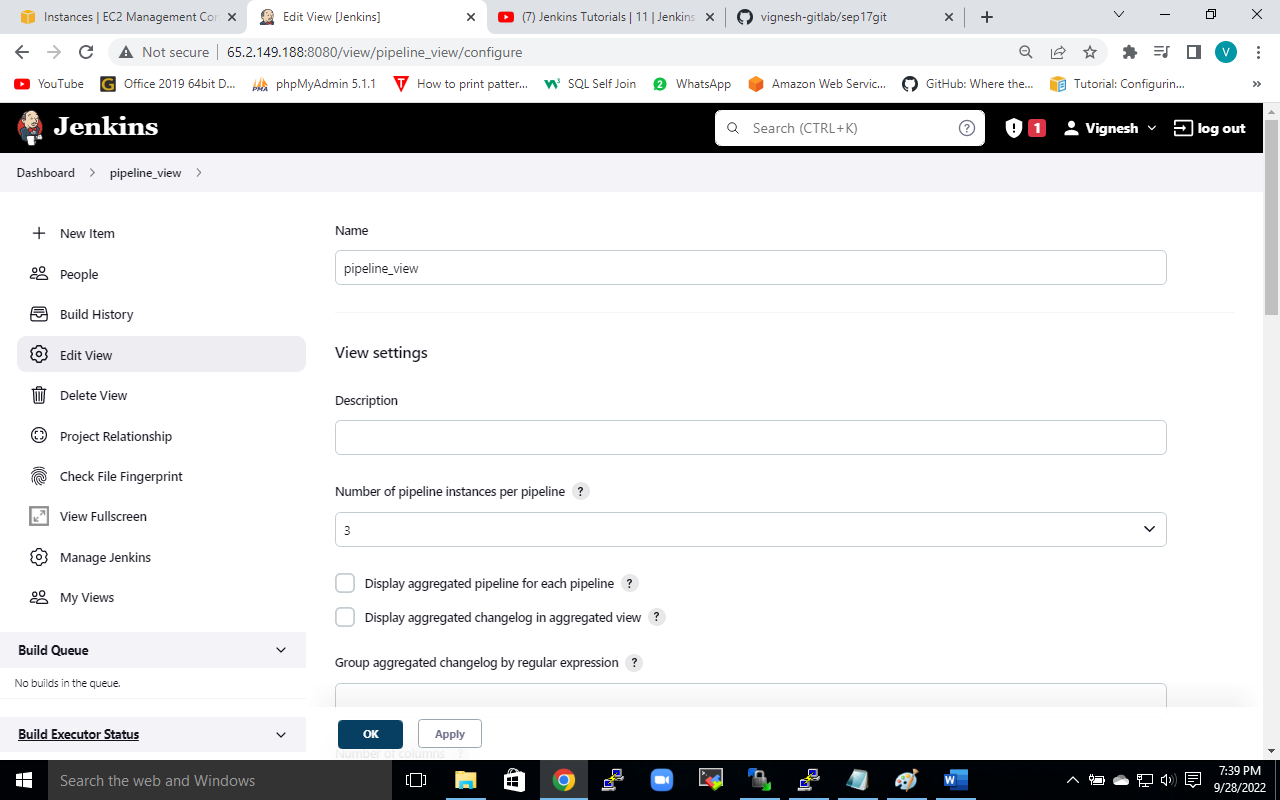 Instances | EC2 Management Con
Edit View [Jenkins]
(7) Jenkins Tutorials | 11 | Jenkins
vignesh-gitlab/sep17git
Not secure
65.2.149.188:8080/view/pipeline_view/configure
V
YouTube
Office 2019 64bit D...
phpMyAdmin 5.1.1
How to print patter...
SQL Self Join
2
WhatsApp
Amazon Web Servic...
GitHub: Where the...
Tutorial: Configurin...
»
Jenkins
Search (CTRL+K)
?
1
Vignesh
log out
Dashboard
pipeline_view
New Item
People
Build History
Edit View
Delete View
Project Relationship
Check File Fingerprint
View Fullscreen
Manage Jenkins
My Views
Build Queue
No builds in the queue.
Build Executor Status
Name
pipeline_view
View settings
Description
Number of pipeline instances per pipeline ?
3
Display aggregated pipeline for each pipeline ?
Display aggregated changelog in aggregated view ?
Group aggregated changelog by regular expression ?
OK
Apply
Number of columns ?
Search the web and Windows
7:39 PM
9/28/2022